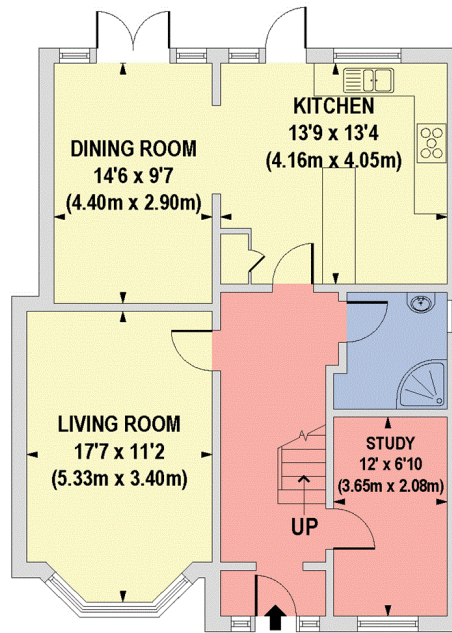 KITCHEN
13'9 x 13'4
(4.16m x 4.05m)
DINING ROOM
14'6 x 9'7
(4.40m x 2.90m)
LIVING ROOM
17'7 x 11'2
(5.33m x 3.40m)
STUDY
12' x 6'10
(3.65m x 2.08m)
UP